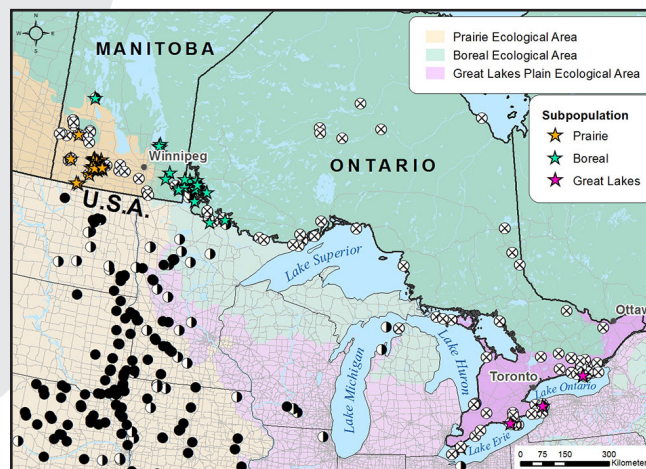 N
W
E
S
MANITOBA
Prairie Ecological Area
Boreal Ecological Area
Great Lakes Plain Ecological Area
Subpopulation
Prairie
Boreal
Great Lakes
Winnipeg
ONTARIO
U.S.A.
Lake Superior
Ottaw
Lake Michigan
Lake Huron
Toronto
Lake Ontario
Lake Erie
0 75 150 300
Kilometer